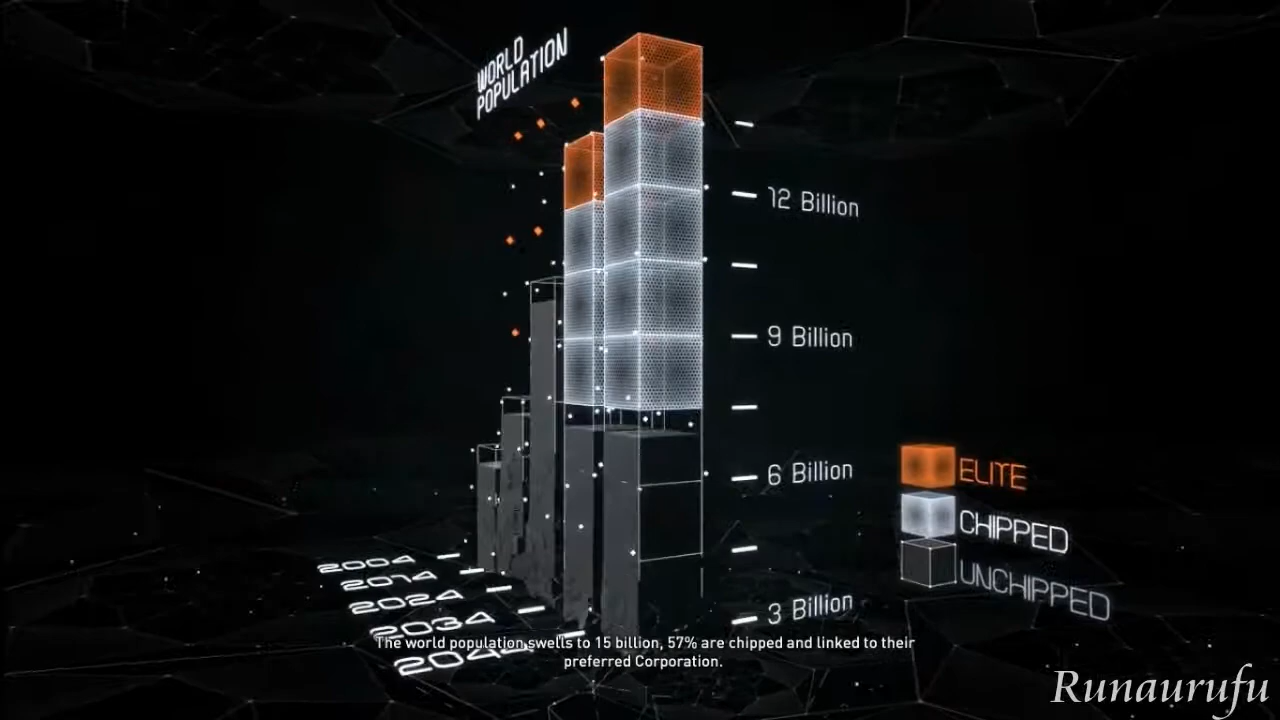 WORLD
POPULATION
12 Billion
9 Billion
6 Billion
3 Billion
ELITE
CHIPPED
UNCHIPPED
2004
2014
2024
2034
The world population swells to 15 billion, 57% are chipped and linked to their
preferred Corporation.
Runaurufu